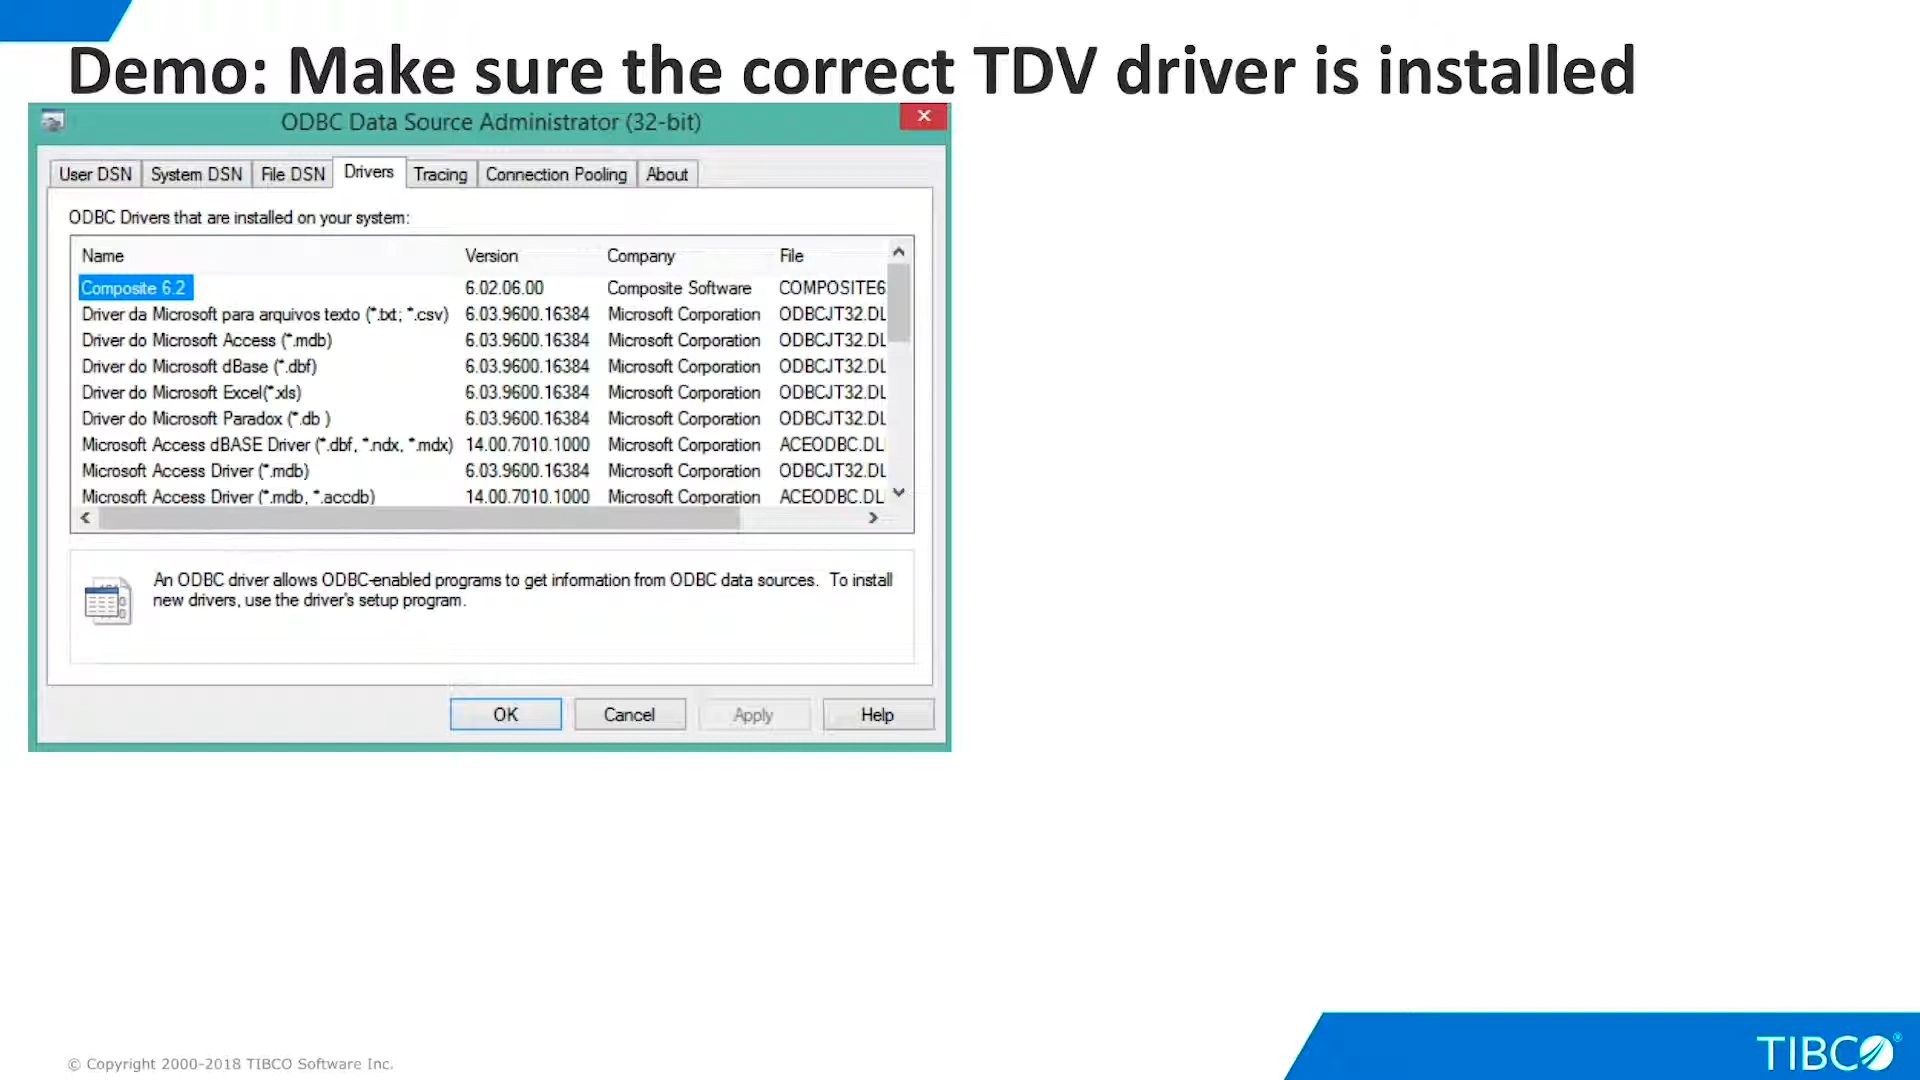 Demo: Make sure the correct TDV driver is installed
ODBC Data Source Administrator (32-bit)
User DSN System DSN File DSN Drivers Tracing Connection Pooling About
ODBC Drivers that are installed on your system:
Name Version Company File
Composite 6.2 6.02.06.00 Composite Software COMPOSITE6
Driver da Microsoft para arquivos texto (*.txt; *.csv) 6.03.9600.16384 Microsoft Corporation ODBCJT32.DL
Driver do Microsoft Access (*.mdb) 6.03.9600.16384 Microsoft Corporation ODBCJT32.DL
Driver do Microsoft dBase (*.dbf) 6.03.9600.16384 Microsoft Corporation ODBCJT32.DL
Driver do Microsoft Excel(*.xls) 6.03.9600.16384 Microsoft Corporation ODBCJT32.DL
Driver do Microsoft Paradox (*.db ) 6.03.9600.16384 Microsoft Corporation ODBCJT32.DL
Microsoft Access dBASE Driver (*.dbf, *.ndx, *.mdx) 14.00.7010.1000 Microsoft Corporation ACEODBC.DL
Microsoft Access Driver (*.mdb) 6.03.9600.16384 Microsoft Corporation ODBCJT32.DL
Microsoft Access Driver (*.mdb, *.accdb) 14.00.7010.1000 Microsoft Corporation ACEODBC.DL
An ODBC driver allows ODBC-enabled programs to get information from ODBC data sources. To install
new drivers, use the driver's setup program.
OK Cancel Apply Help
© Copyright 2000-2018 TIBCO Software Inc.
TIBCO®